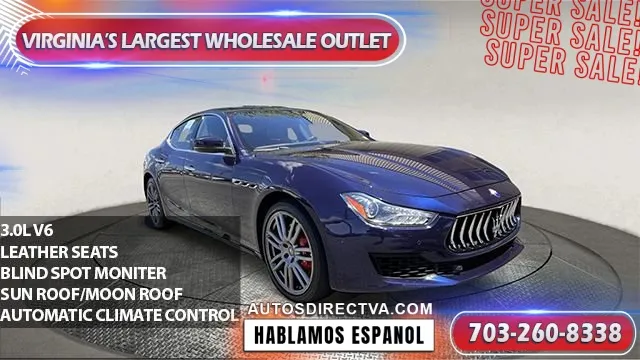 VIRGINIA'S LARGEST WHOLESALE OUTLET
SUPER SALE!
SUPER SALE!
SUPER SALE!
3.0L V6
LEATHER SEATS
BLIND SPOT MONITER
SUN ROOF/MOON ROOF
AUTOMATIC CLIMATE CONTROL
AUTOSDIRECTVA.COM
HABLAMOS ESPANOL
703-260-8338